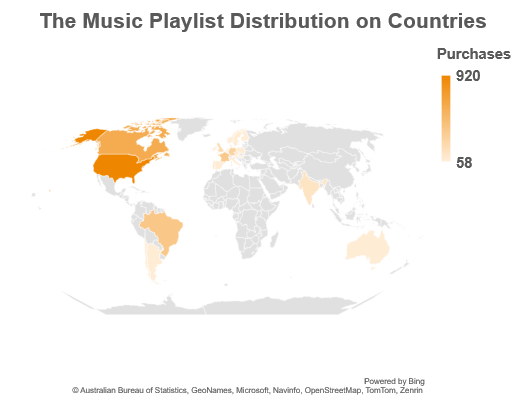 The Music Playlist Distribution on Countries
Purchases
920
58
Powered by Bing
© Australian Bureau of Statistics, GeoNames, Microsoft, Navinfo, OpenStreetMap, TomTom, Zenrin